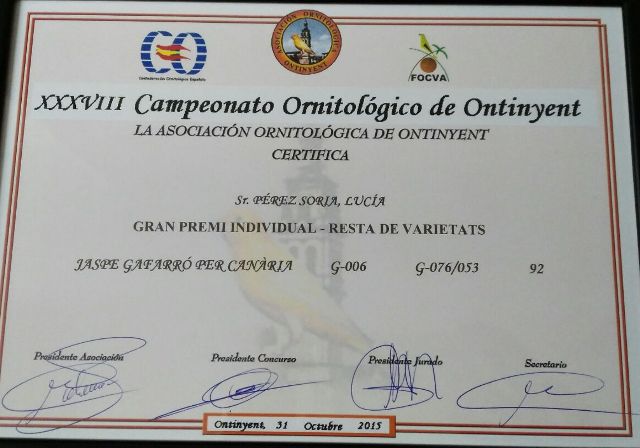 CO
Confederación Ornitológica Española
ASOCIACIÓN ORNITOLÓGICA
ONTINYENT
FOCVA
XXXVIII Campeonato Ornitológico de Ontinyent
LA ASOCIACIÓN ORNITOLÓGICA DE ONTINYENT
CERTIFICA
Sr. PÉREZ SORIA, LUCÍA
GRAN PREMI INDIVIDUAL - RESTA DE VARIETATS
JASPE GAFARRÓ PER CANÀRIA G-006 G-076/053 92
Presidente Asociación Presidente Concurso Presidente Jurado Secretario
Ontinyent, 31 Octubre 2015